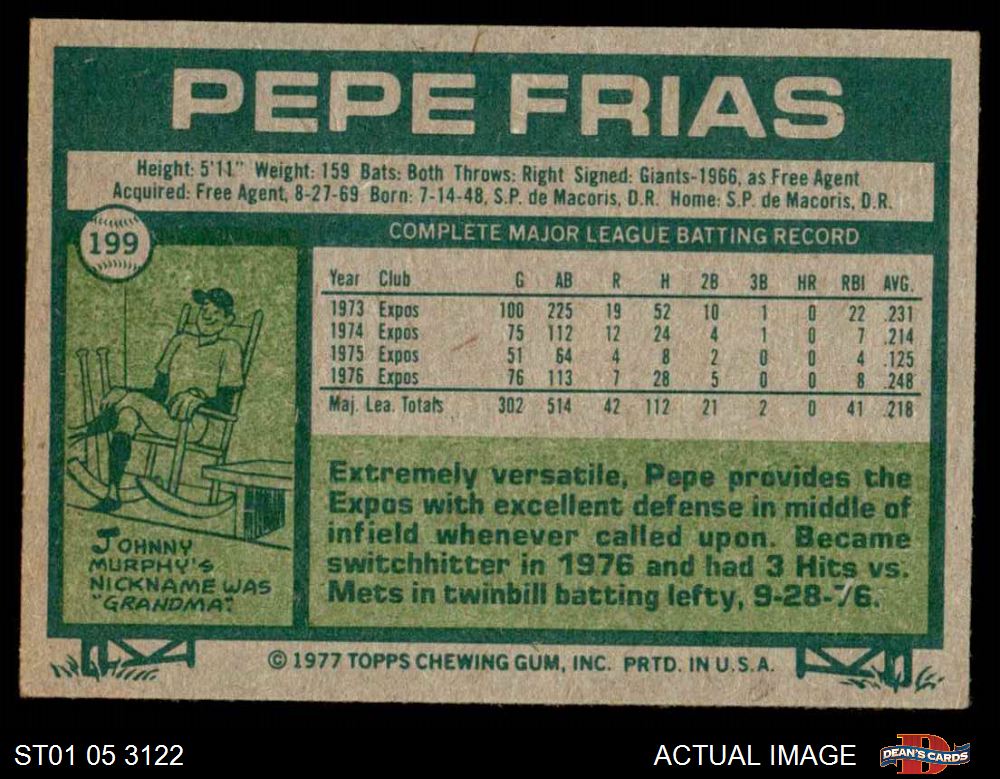 PEPE FRIAS
Height: 5'11" Weight: 159 Bats: Both Throws: Right Signed: Giants-1966, as Free Agent
Acquired: Free Agent, 8-27-69 Born: 7-14-48, S.P. de Macoris, D.R. Home: S.P. de Macoris, D.R.
199
COMPLETE MAJOR LEAGUE BATTING RECORD
Year Club G AB R H 2B 3B HR RBI AVG.
1973 Expos 100 225 19 52 10 1 0 22 .231
1974 Expos 75 112 12 24 4 1 0 7 .214
1975 Expos 51 64 4 8 2 0 0 4 .125
1976 Expos 76 113 7 28 5 0 0 8 .248
Maj. Lea. Totals 302 514 42 112 21 2 0 41 .218
JOHNNY
MURPHY'S
NICKNAME WAS
"GRANDMA".
Extremely versatile, Pepe provides the
Expos with excellent defense in middle of
infield whenever called upon. Became
switchhitter in 1976 and had 3 Hits vs.
Mets in twinbill batting lefty, 9-28-76.
© 1977 TOPPS CHEWING GUM, INC. PRTD. IN U.S.A.
ST01 05 3122
ACTUAL IMAGE
DEAN'S CARDS